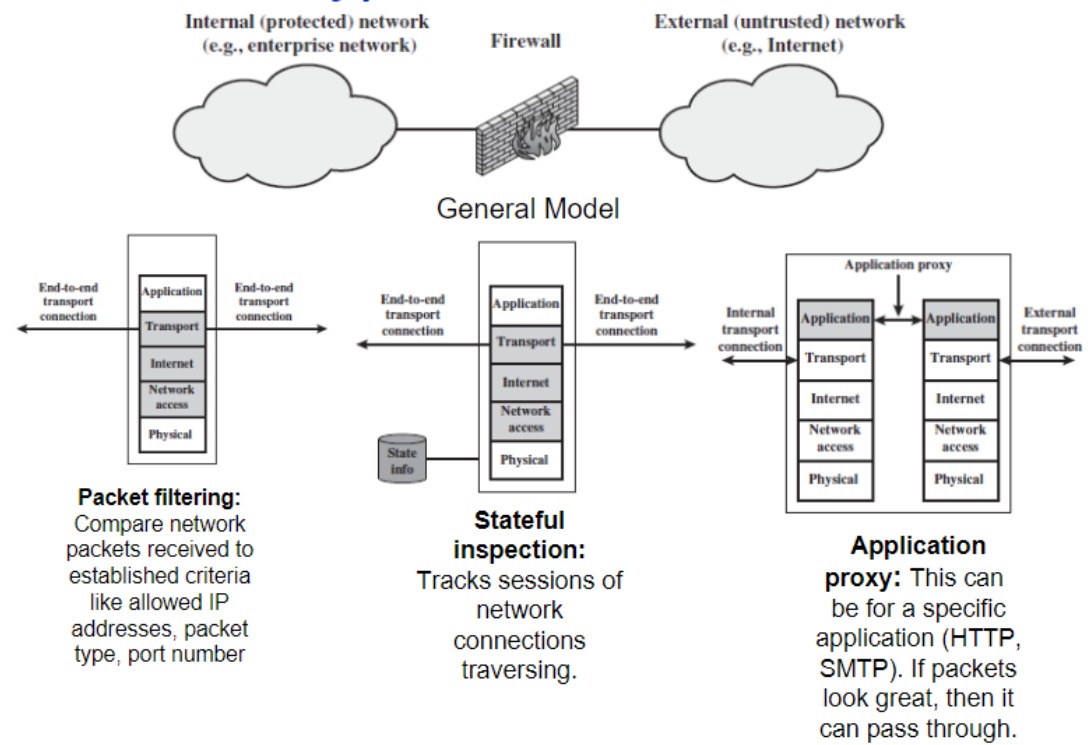 Internal (protected) network
(e.g., enterprise network)
Firewall
External (untrusted) network
(e.g., Internet)
General Model
End-to-end
transport
connection
Application
Transport
Internet
Network
access
Physical
End-to-end
transport
connection
Packet filtering:
Compare network
packets received to
established criteria
like allowed IP
addresses, packet
type, port number
End-to-end
transport
connection
Application
Transport
Internet
Network
access
Physical
End-to-end
transport
connection
State
info
Stateful
inspection:
Tracks sessions of
network
connections
traversing.
Application proxy
Internal
transport
connection
Application
Transport
Internet
Network
access
Physical
Application
Transport
Internet
Network
access
Physical
External
transport
connection
Application
proxy: This can
be for a specific
application (HTTP,
SMTP). If packets
look great, then it
can pass through.